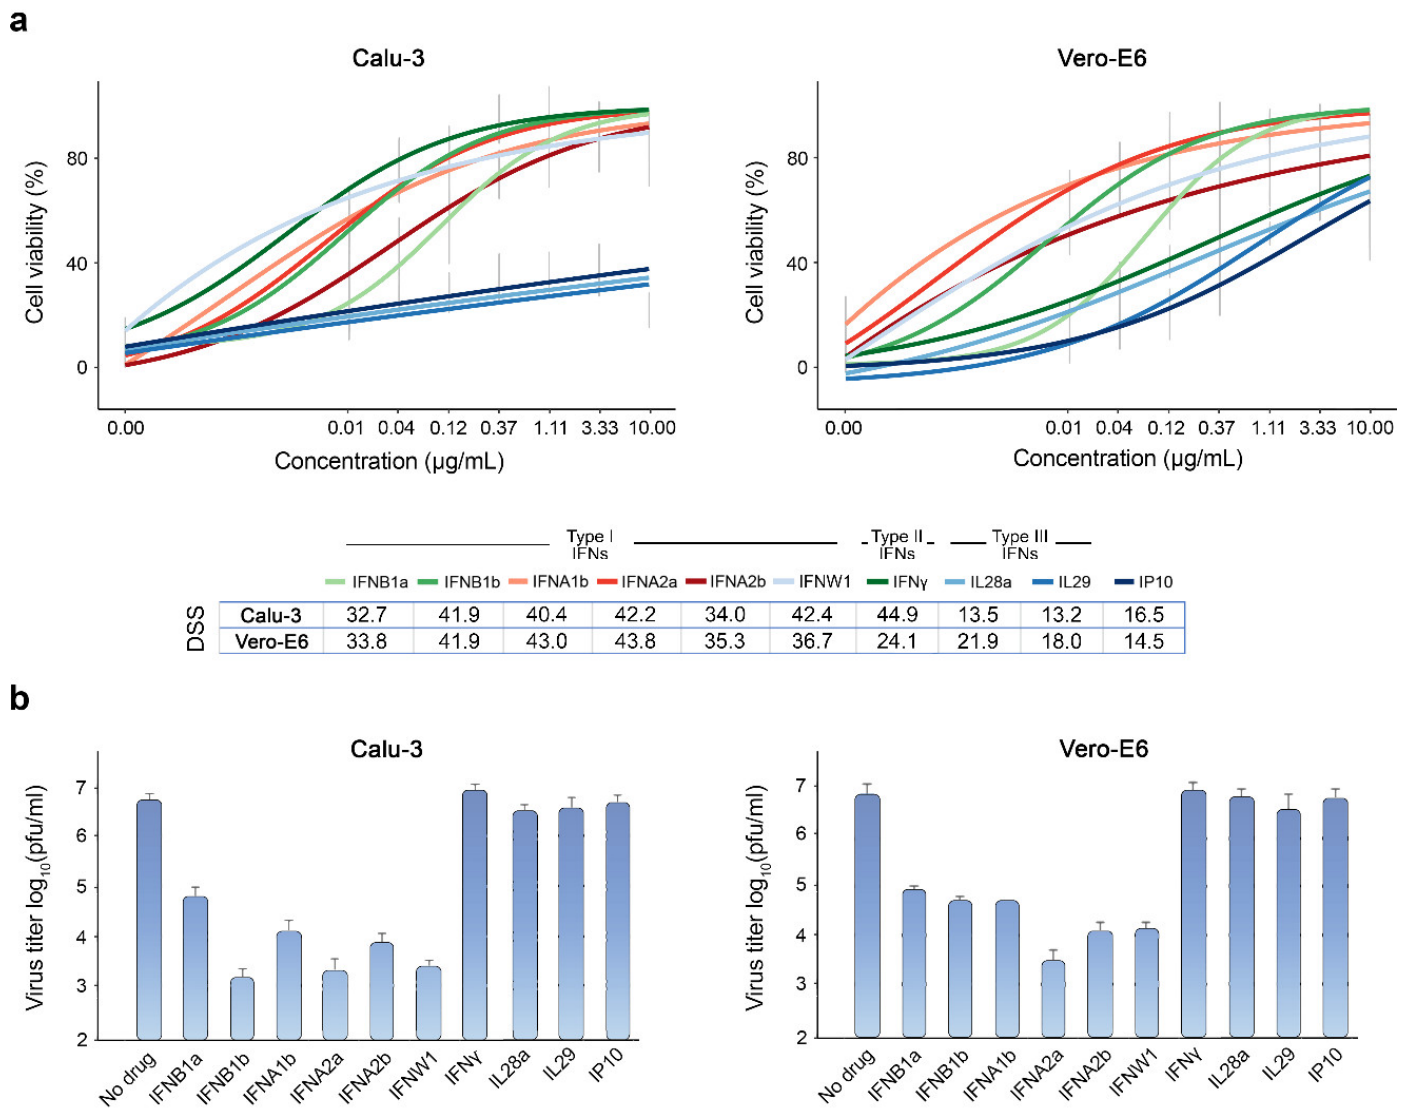 a
Calu-3
Vero-E6
Cell viability (%)
80
40
0
0.00 0.01 0.04 0.12 0.37 1.11 3.33 10.00
Concentration (µg/mL)
Cell viability (%)
80
40
0
0.00 0.01 0.04 0.12 0.37 1.11 3.33 10.00
Concentration (µg/mL)
Type I
IFNs
Type II
IFNs
Type III
IFNs
IFNB1a IFNB1b IFNA1b IFNA2a IFNA2b IFNW1 IFNγ IL28a IL29 IP10
DSS
Calu-3 32.7 41.9 40.4 42.2 34.0 42.4 44.9 13.5 13.2 16.5
Vero-E6 33.8 41.9 43.0 43.8 35.3 36.7 24.1 21.9 18.0 14.5
b
Calu-3
Vero-E6
Virus titer log10(pfu/ml)
7
6
5
4
3
2
No drug IFNB1a IFNB1b IFNA1b IFNA2a IFNA2b IFNW1 IFNγ IL28a IL29 IP10
Virus titer log10(pfu/ml)
7
6
5
4
3
2
No drug IFNB1a IFNB1b IFNA1b IFNA2a IFNA2b IFNW1 IFNγ IL28a IL29 IP10